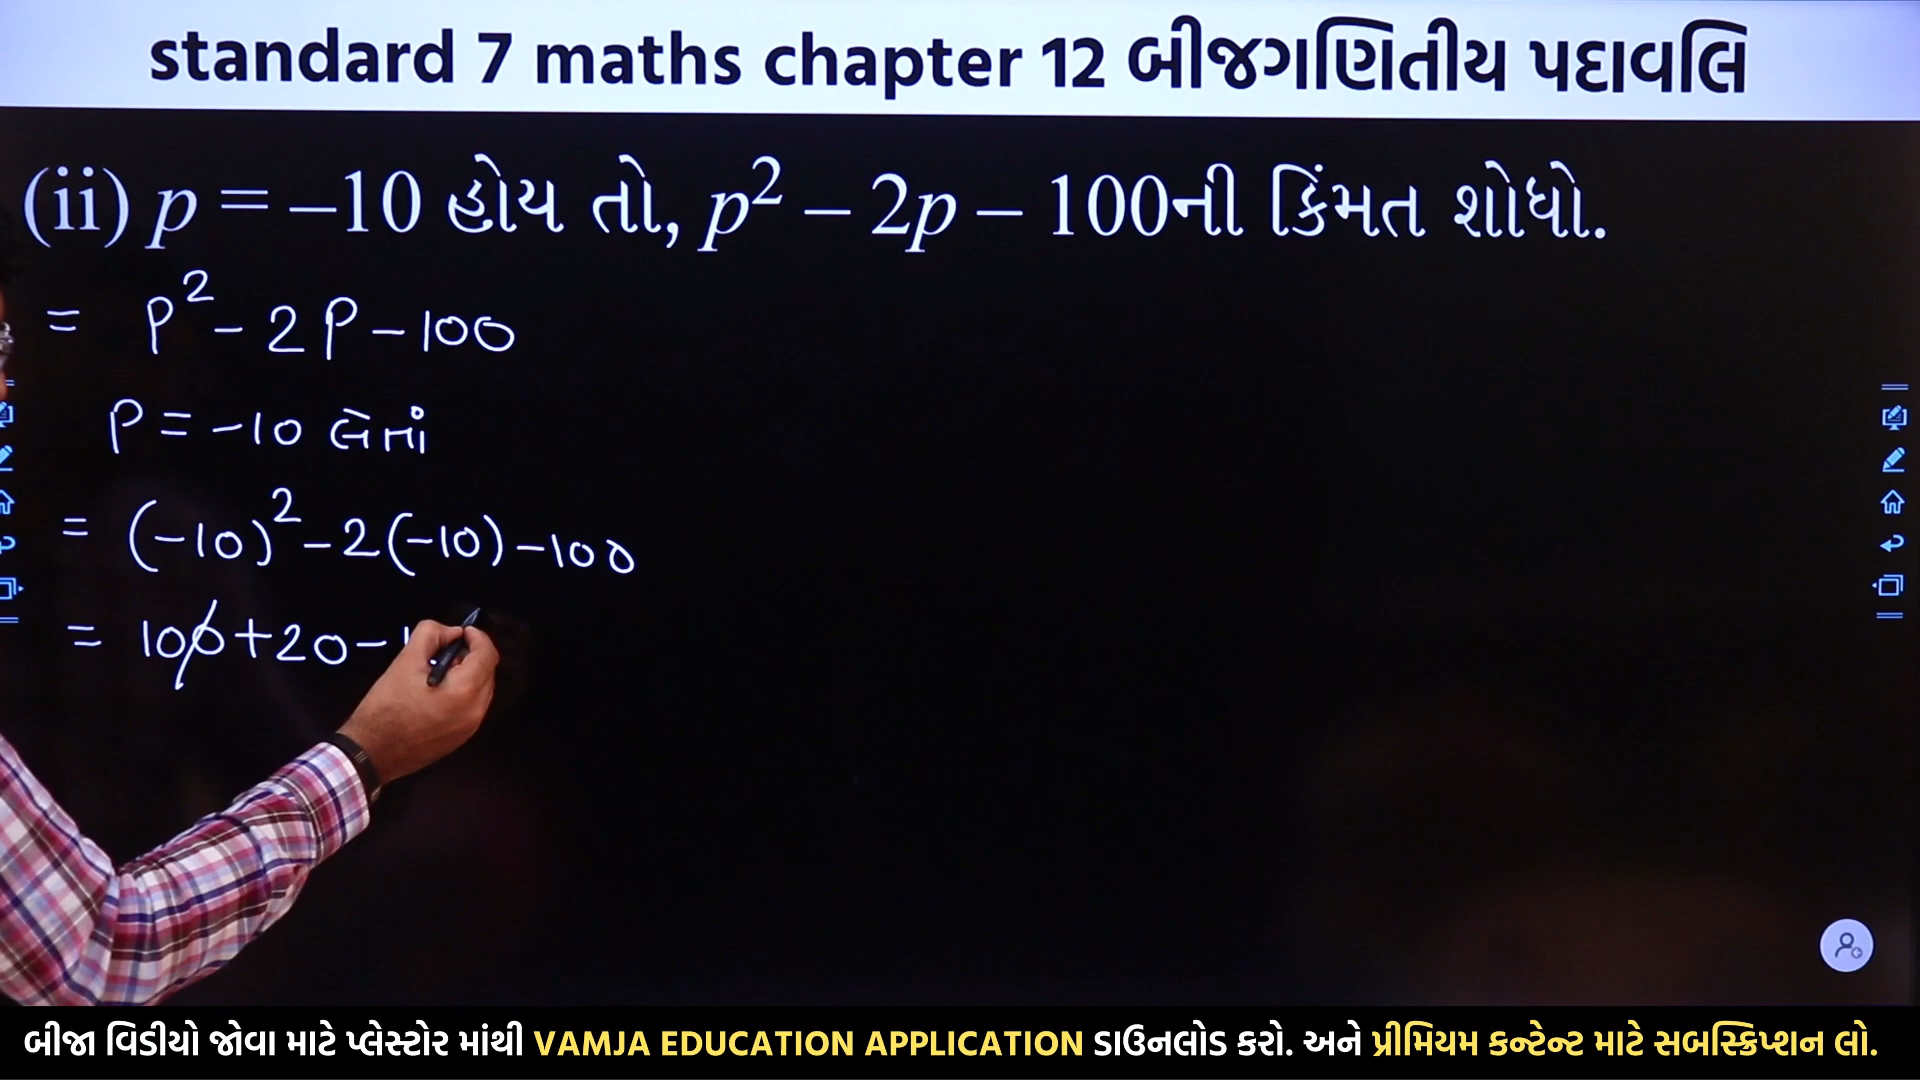 standard 7 maths chapter 12 બીજગણિતીય પદાવલિ
(ii) p = –10 હોય તો, p² – 2p – 100ની કિંમત શોધો.
= p² - 2p - 100
p = -10 લેતાં
= (-10)² - 2(-10) - 100
= 100 + 20 -
બીજા વિડીયો જોવા માટે પ્લેસ્ટોર માંથી VAMJA EDUCATION APPLICATION ડાઉનલોડ કરો. અને પ્રીમિયમ કન્ટેન્ટ માટે સબસ્ક્રિપ્શન લો.